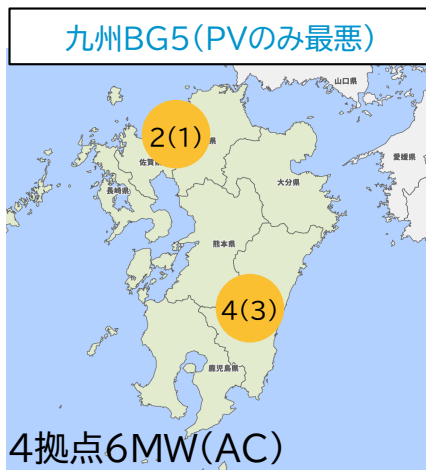 九州BG5(PVのみ最悪)
山口県
2(1)
県
佐賀
大分県
愛媛県
長崎県
熊本県
4(3)
鹿児島県
4拠点6MW(AC)